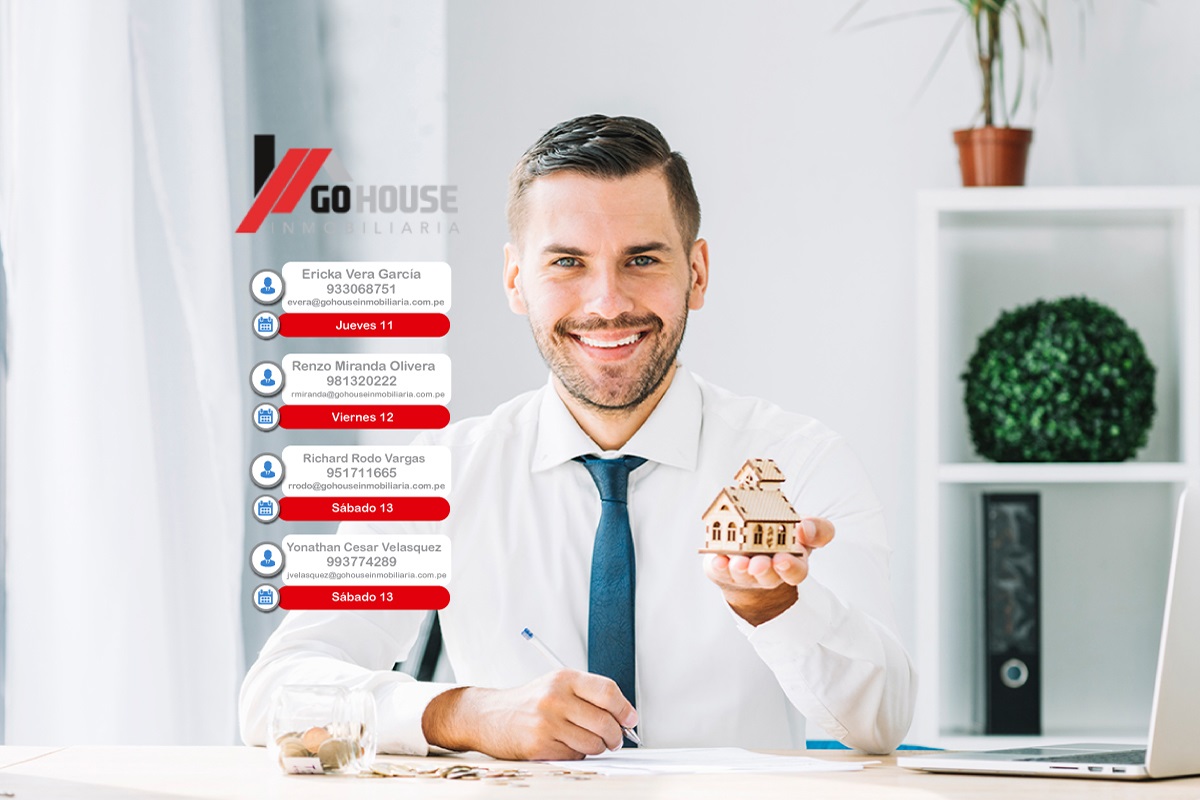 GO HOUSE
INMOBILIARIA
Ericka Vera Garcia
933068751
evera@gohouseinmobiliaria.com.pe
Jueves 11
Renzo Miranda Olivera
981320222
rmiranda@gohouseinmobiliaria.com.pe
Viernes 12
Richard Rodo Vargas
951711665
rrodo@gohouseinmobiliaria.com.pe
Sábado 13
Yonathan Cesar Velasquez
993774289
jvelasquez@gohouseinmobiliaria.com.pe
Sábado 13